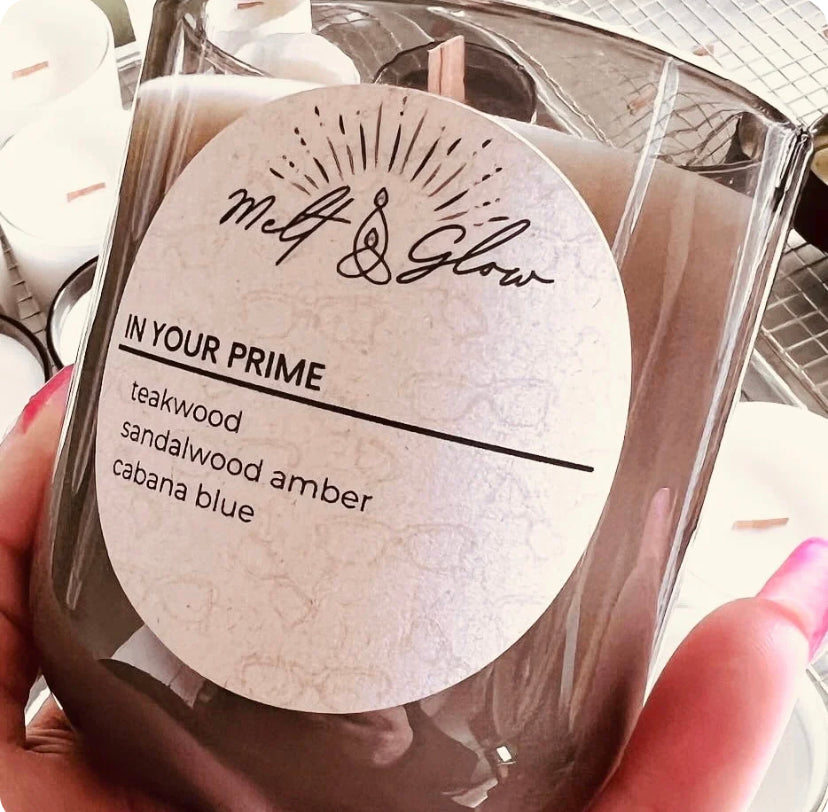 Melt & Glow
IN YOUR PRIME
teakwood
sandalwood amber
cabana blue